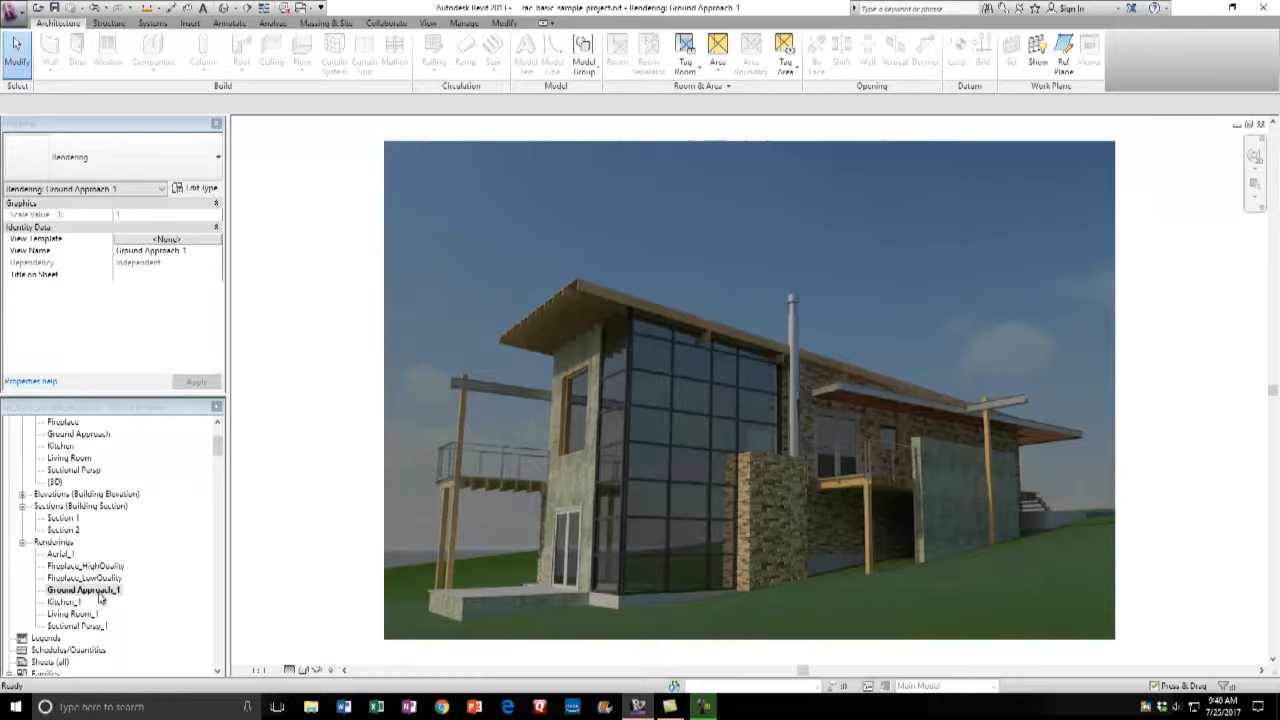 Autodesk Revit 2013 - rac_basic_sample_project.rvt - Rendering: Ground Approach_1
Type a keyword or phrase
Sign In
Architecture Structure Systems Insert Annotate Analyze Massing & Site Collaborate View Manage Modify
Modify Wall Door Window Component Column Roof Ceiling Floor Curtain System Curtain Grid Mullion Railing Ramp Stair Model Text Model Line Model Group Room Room Separator Tag Room Area Area Boundary Tag Area By Face Shaft Wall Vertical Dormer Level Grid Set Show Ref Plane Viewer
Select Build Circulation Model Room & Area Opening Datum Work Plane
Rendering
Rendering: Ground Approach_1 Edit Type
Graphics
Scale Value 1: 1
Identity Data
View Template <None>
View Name Ground Approach_1
Dependency Independent
Title on Sheet
Properties help Apply
Fireplace
Ground Approach
Kitchen
Living Room
Sectional Persp
{3D}
Elevations (Building Elevation)
Sections (Building Section)
Section 1
Section 2
Renderings
Aerial_1
Fireplace_HighQuality
Fireplace_LowQuality
Ground Approach_1
Kitchen_1
Living Room_1
Sectional Persp_1
Legends
Schedules/Quantities
Sheets (all)
Families
1 : 1
Ready :0 Main Model Press & Drag :0
Type here to search
9:40 AM
7/25/2017